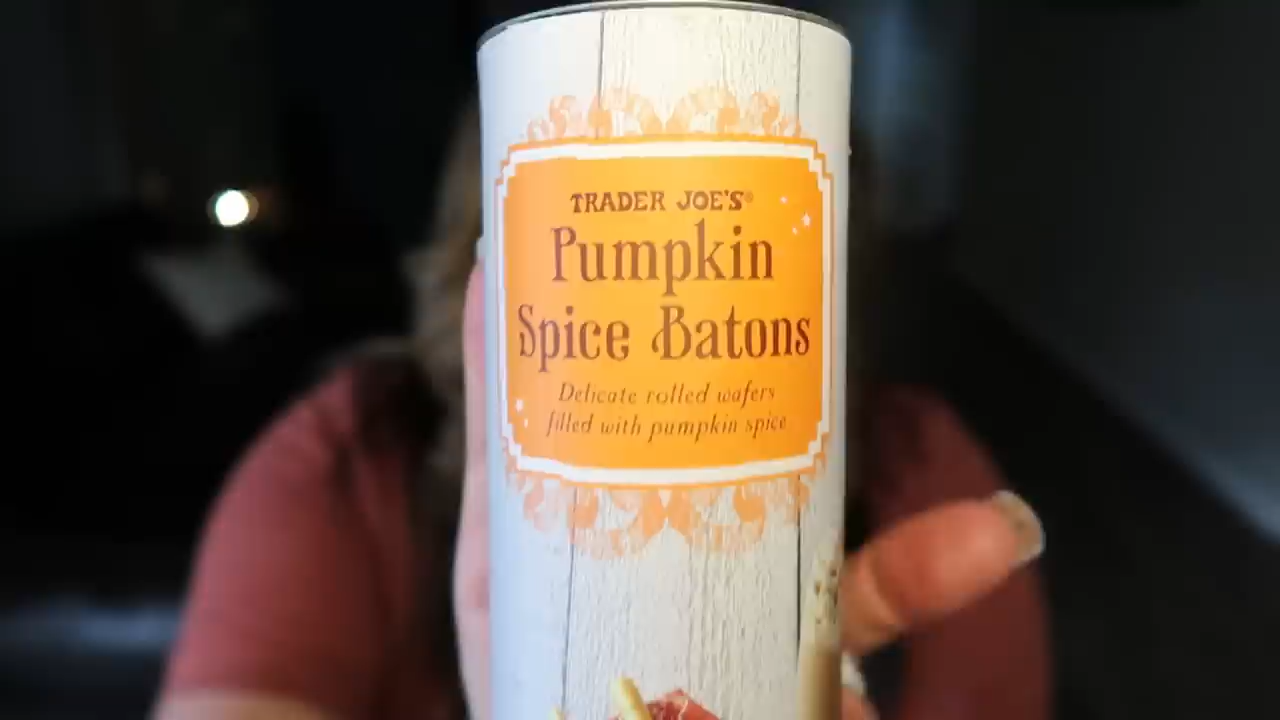 TRADER JOE'S®
Pumpkin
Spice Batons
Delicate rolled wafers
filled with pumpkin spice